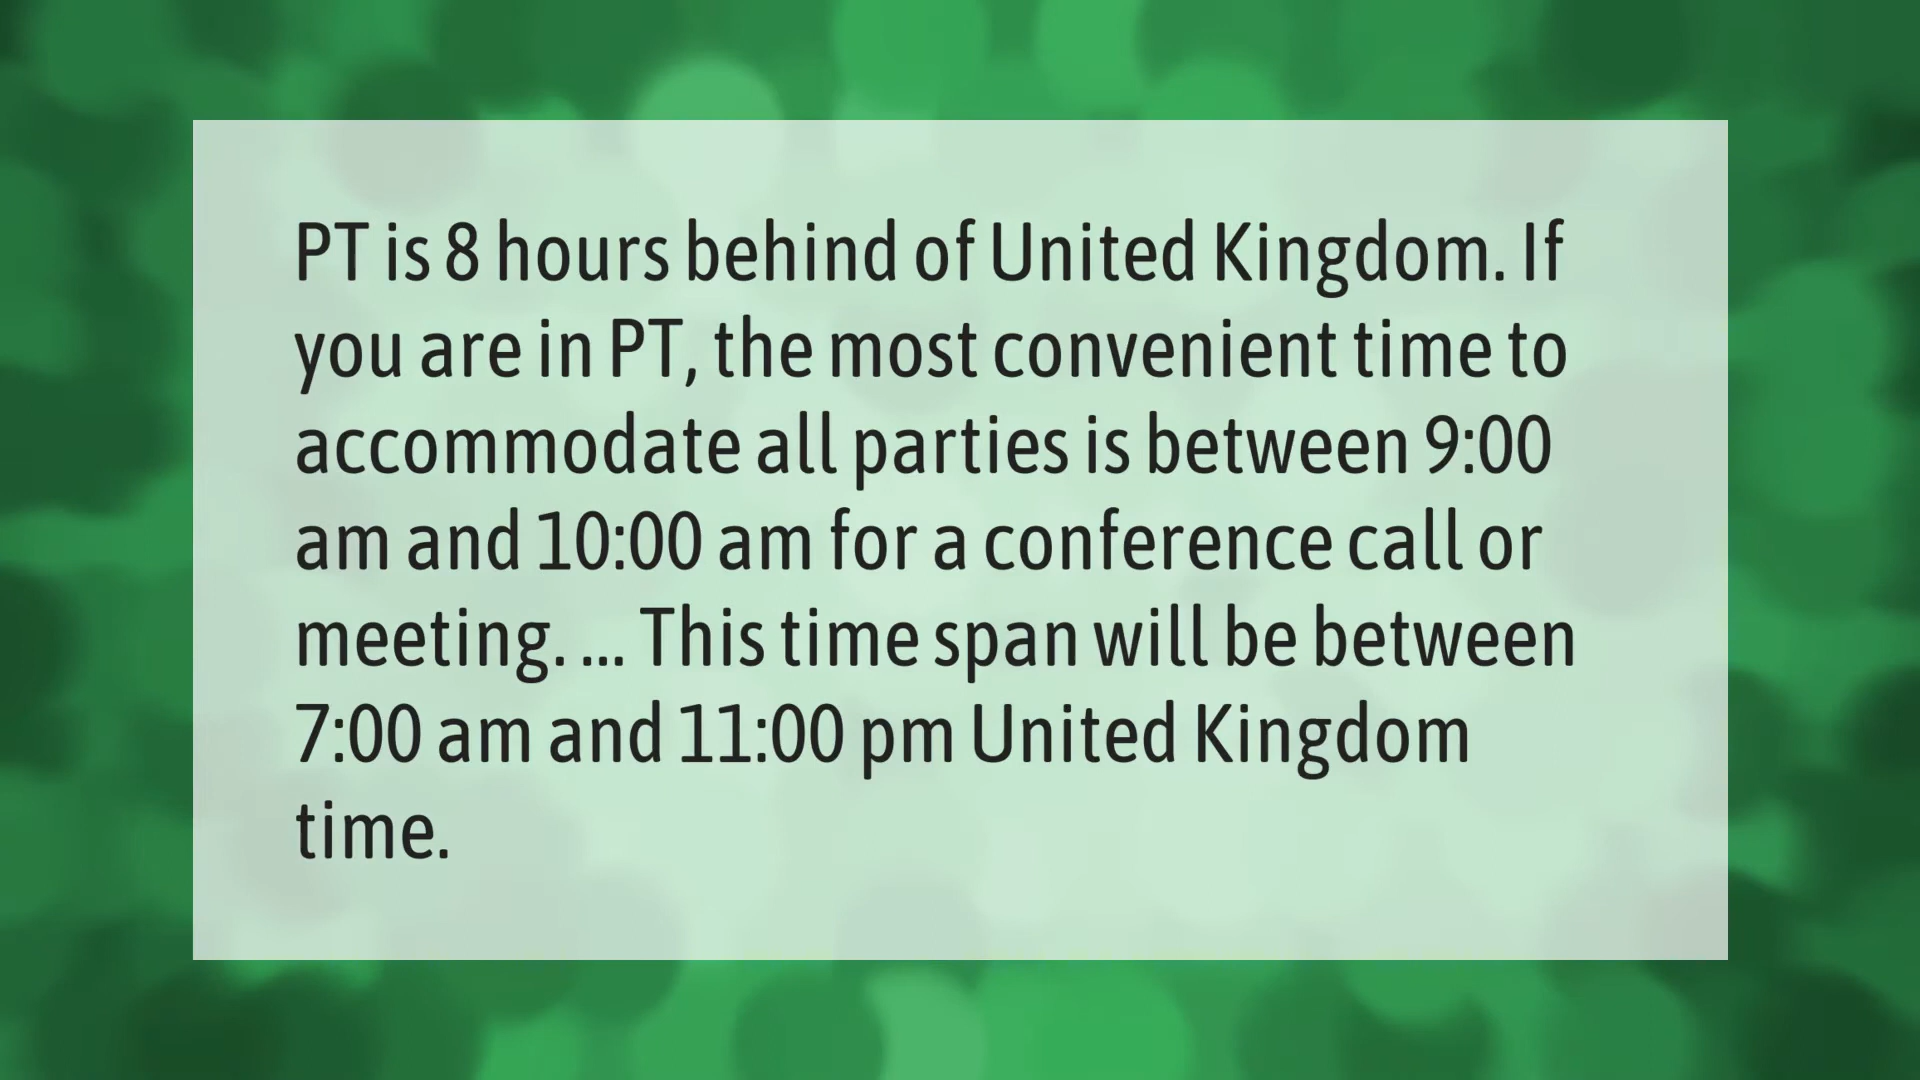 PT is 8 hours behind of United Kingdom. If
you are in PT, the most convenient time to
accommodate all parties is between 9:00
am and 10:00 am for a conference call or
meeting. ... This time span will be between
7:00 am and 11:00 pm United Kingdom
time.